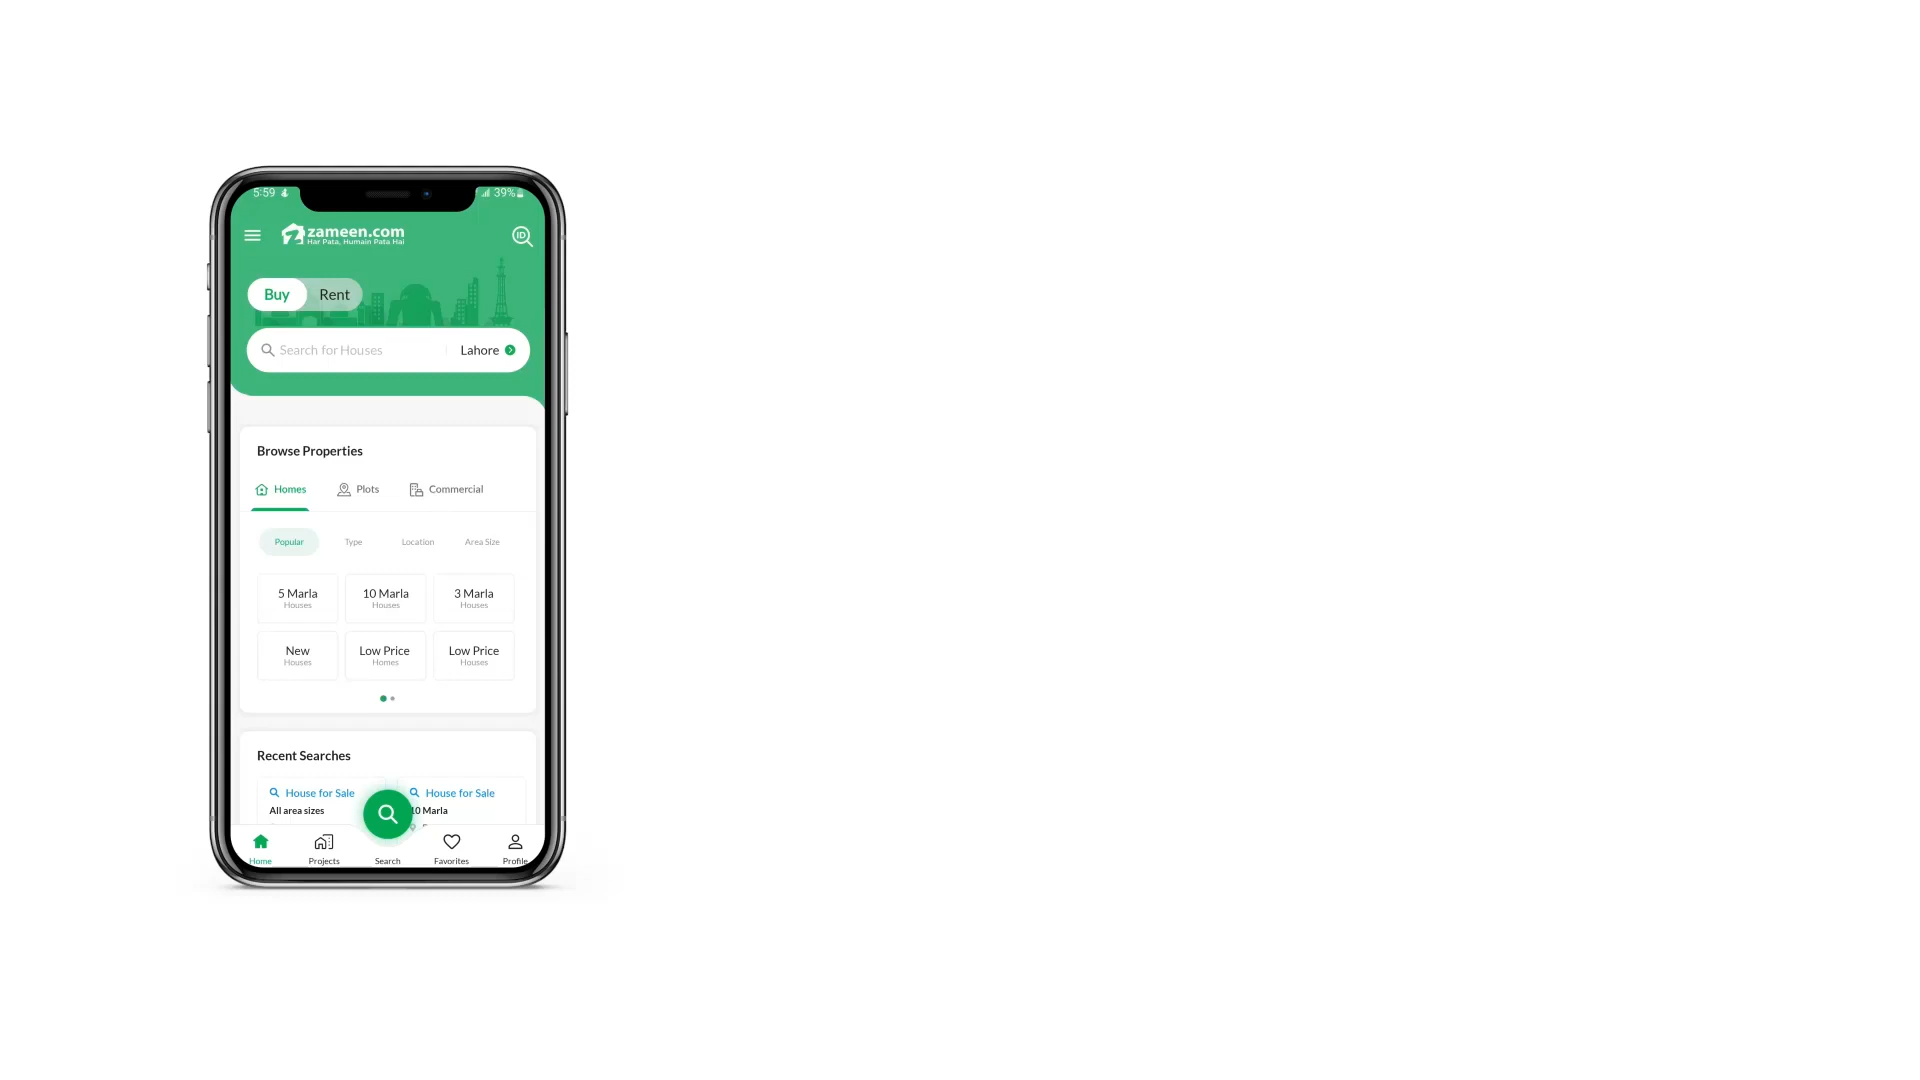 5:59
39%
zameen.com
Har Pata, Humain Pata Hai
ID
Buy Rent
Search for Houses Lahore
Browse Properties
Homes Plots Commercial
Popular Type Location Area Size
5 Marla 10 Marla 3 Marla
Houses Houses Houses
New Low Price Low Price
Houses Homes Houses
Recent Searches
House for Sale House for Sale
All area sizes 10 Marla
Home Projects Search Favorites Profile